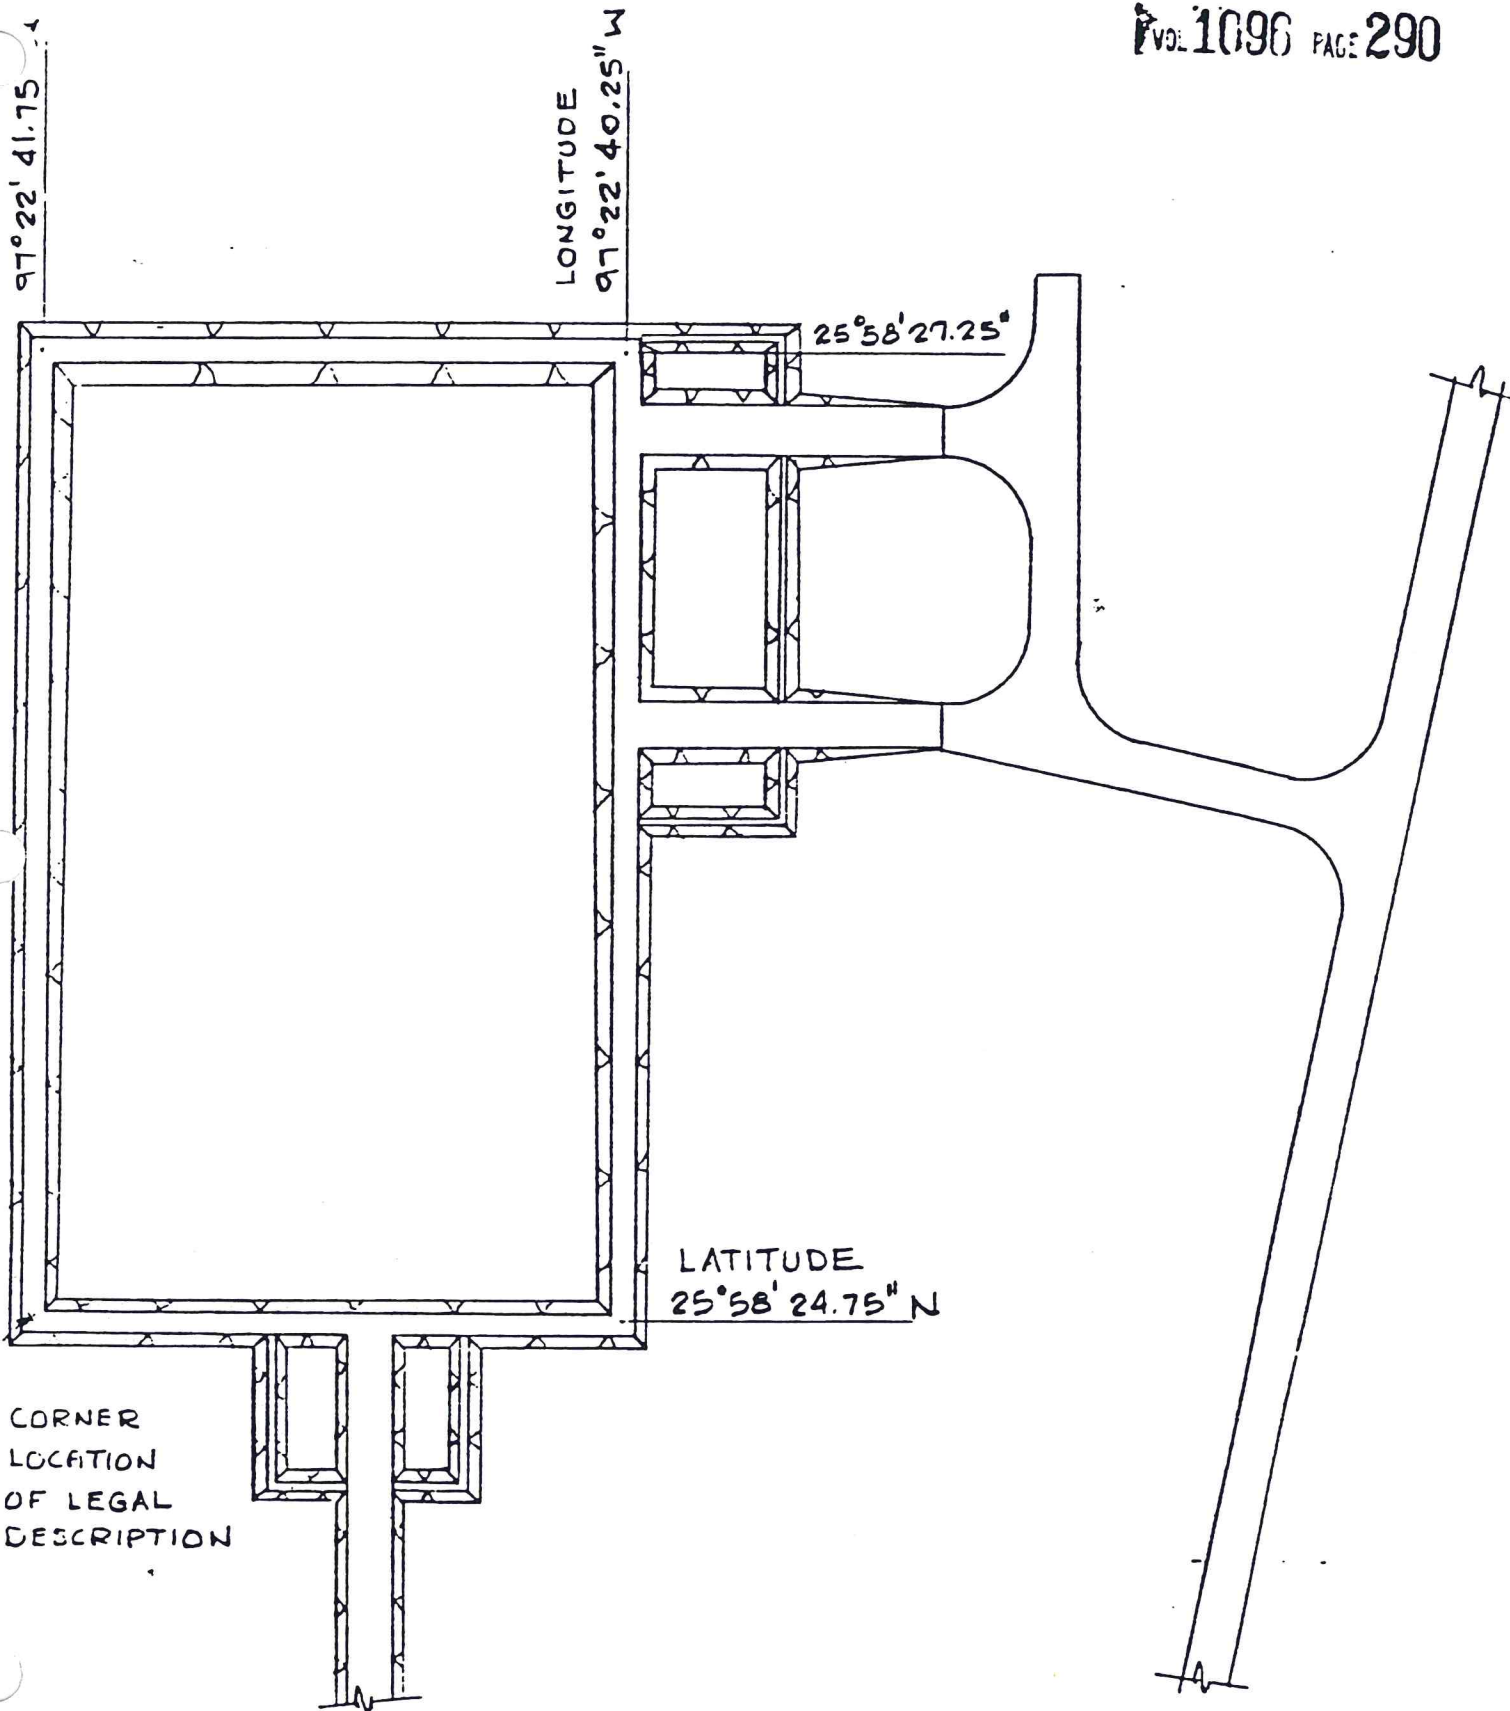 VOL 1096 PAGE 290
97°22' 41.75
LONGITUDE
97°22' 40.25" W
25°58'27.25"
LATITUDE
25°58' 24.75" N
CORNER
LOCATION
OF LEGAL
DESCRIPTION